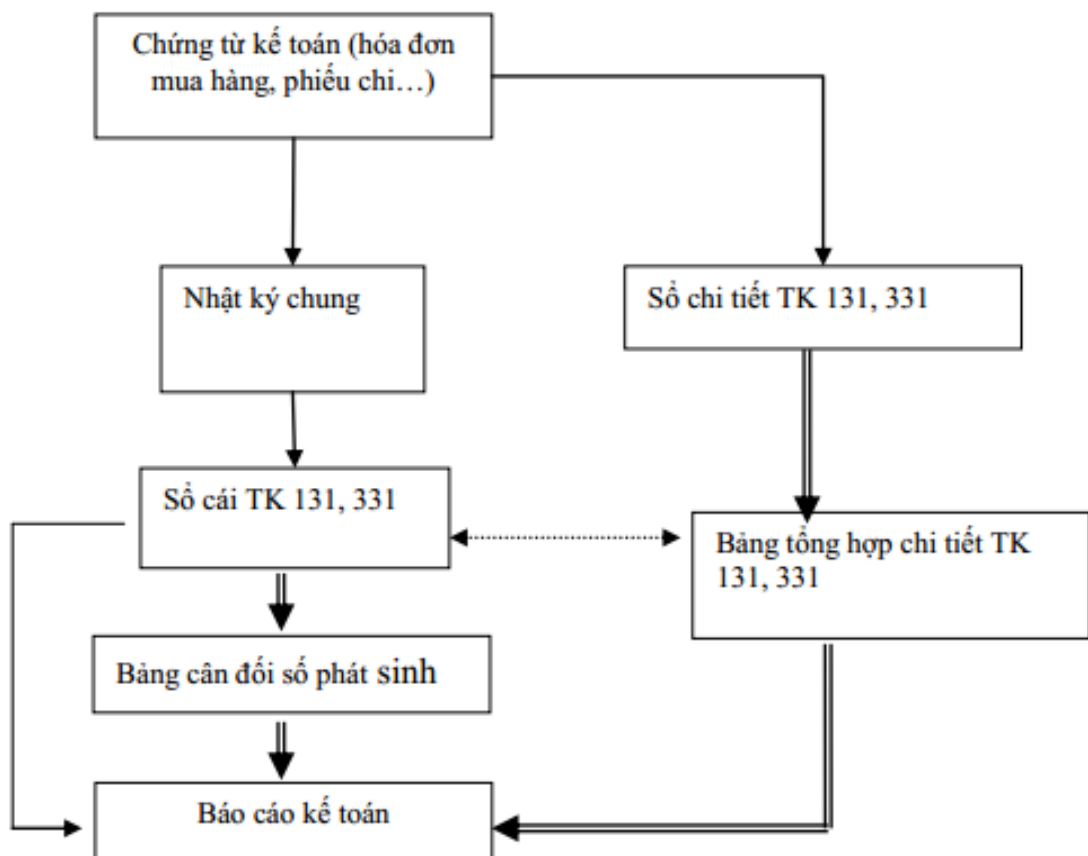 Chứng từ kế toán (hóa đơn
mua hàng, phiếu chi…)
Nhật ký chung
Sổ chi tiết TK 131, 331
Sổ cái TK 131, 331
Bảng tổng hợp chi tiết TK
131, 331
Bảng cân đối số phát sinh
Báo cáo kế toán